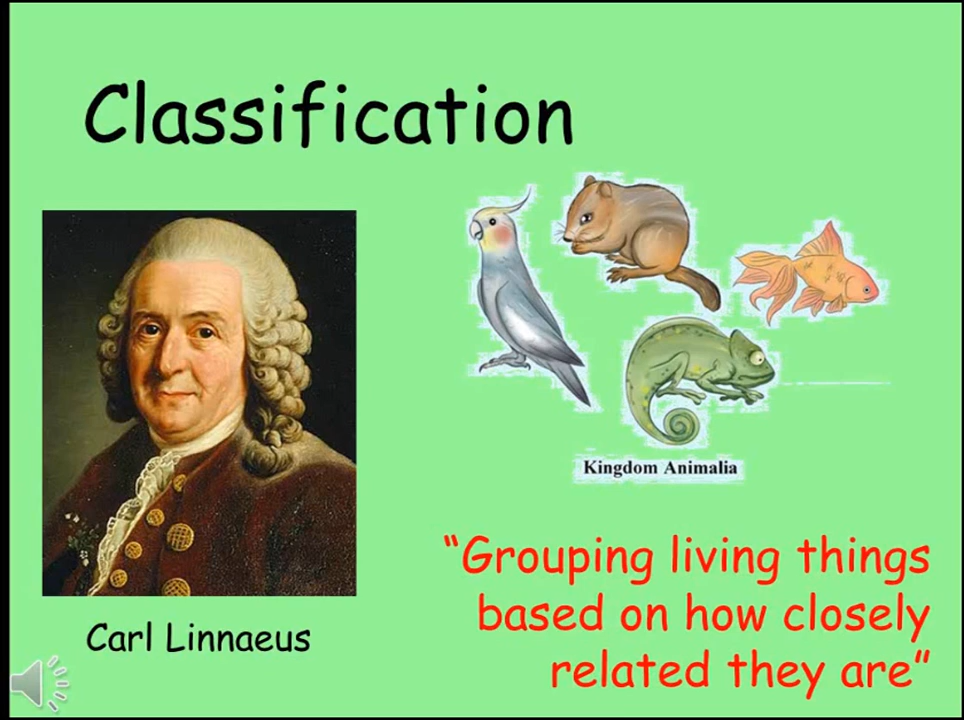 Classification
Kingdom Animalia
Carl Linnaeus
“Grouping living things
based on how closely
related they are”